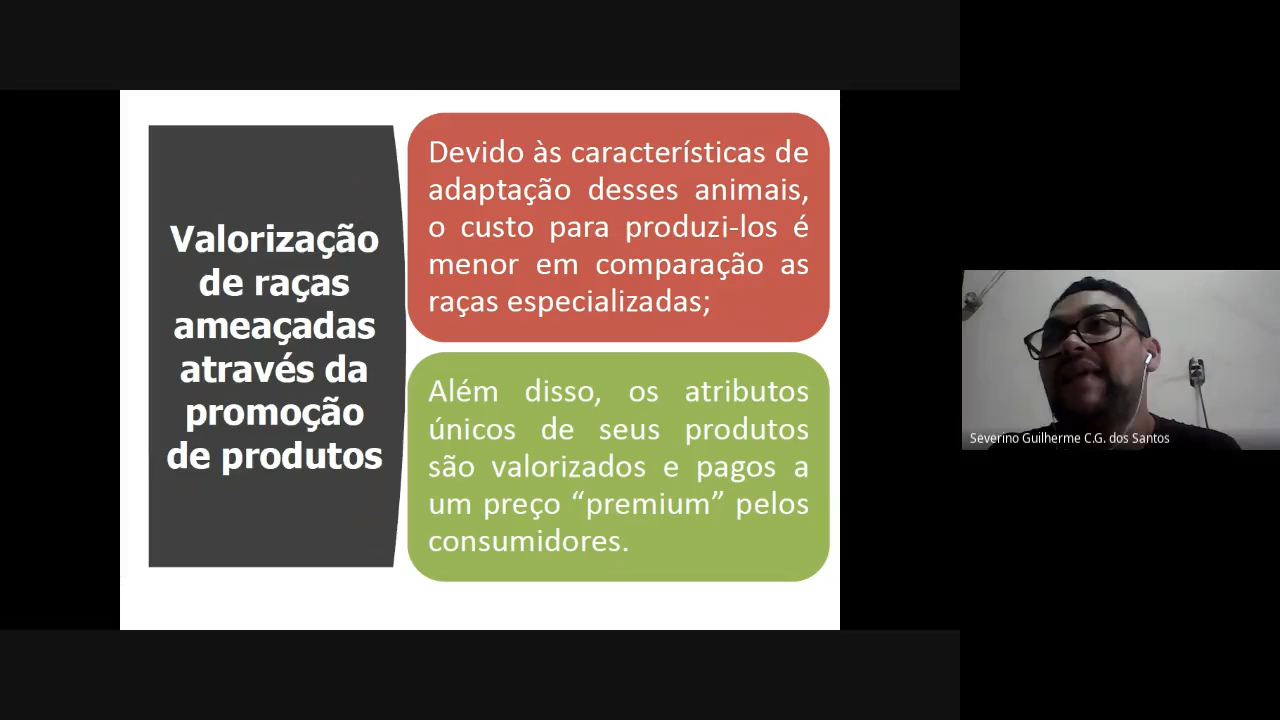 Valorização
de raças
ameaçadas
através da
promoção
de produtos
Devido às características de
adaptação desses animais,
o custo para produzi-los é
menor em comparação as
raças especializadas;
Além disso, os atributos
únicos de seus produtos
são valorizados e pagos a
um preço “premium” pelos
consumidores.
Severino Guilherme C.G. dos Santos